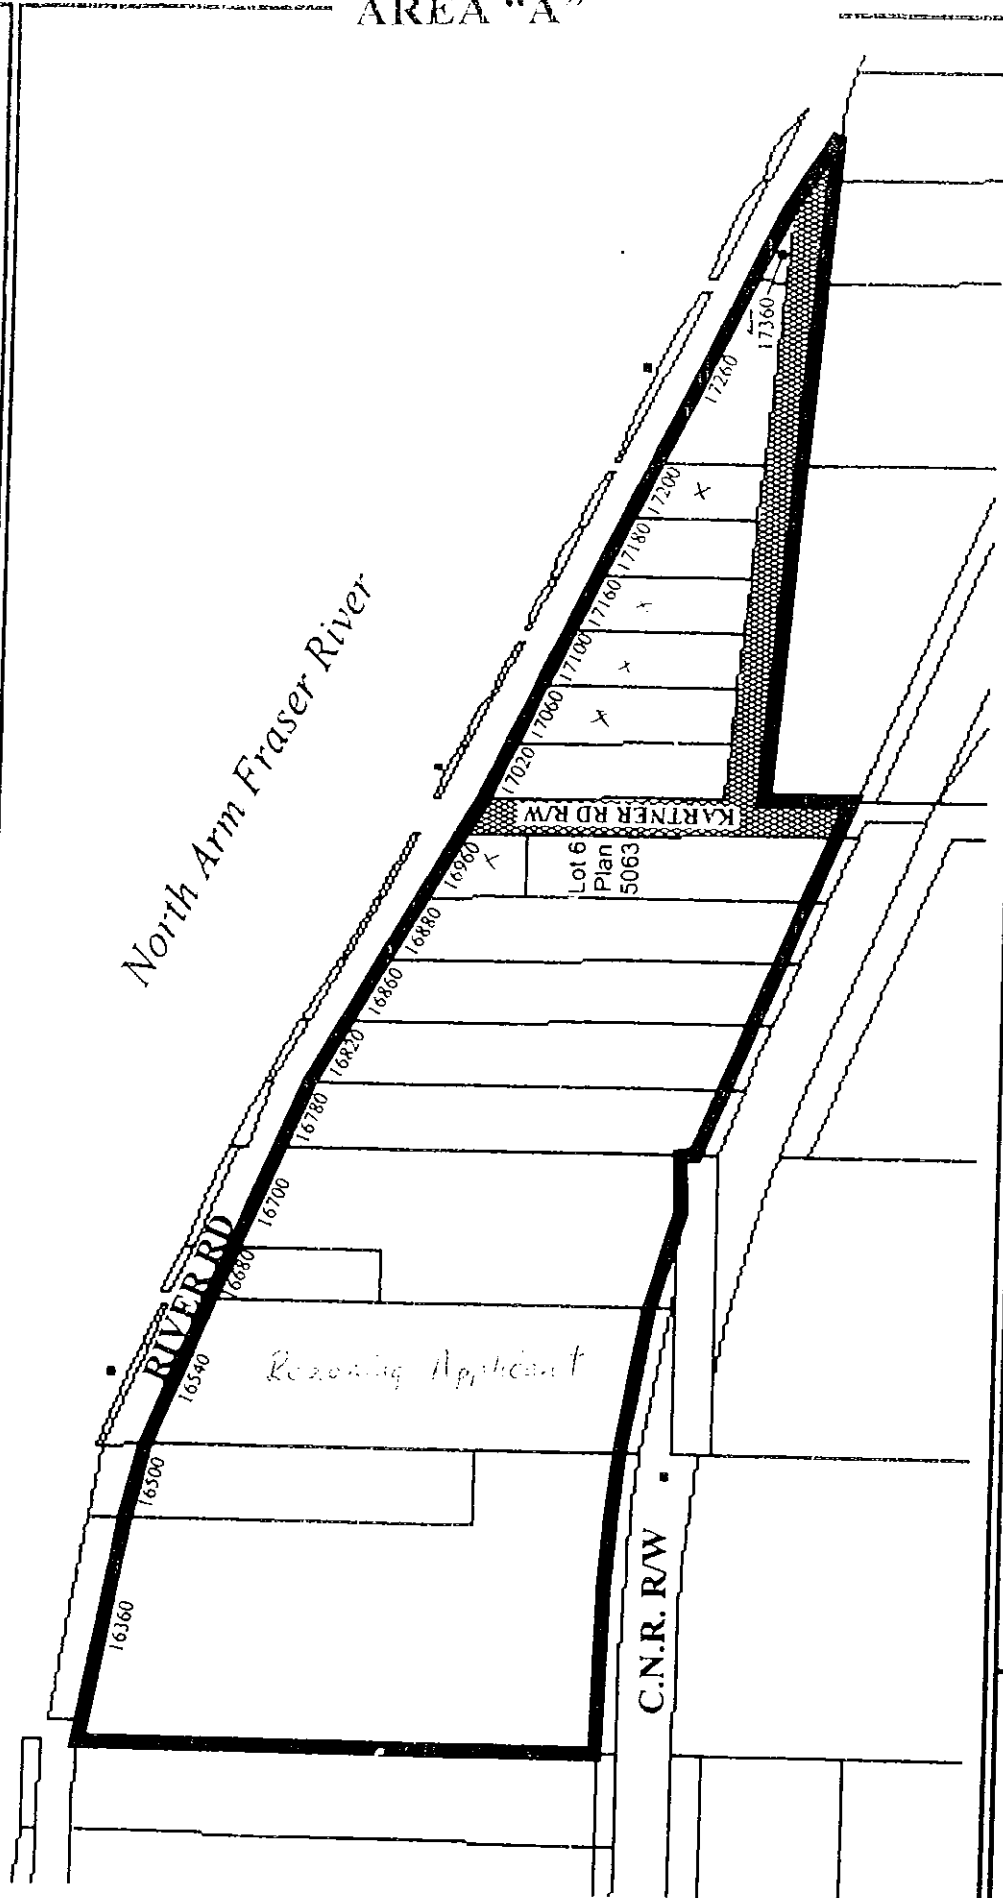 AREA "A"
North Arm Fraser River
17360
17260
17200
X
17180
17160
X
17100
X
17060
X
17020
KARTNER RD R/W
16960
X
Lot 6
Plan
5063
16880
16860
16820
16780
16700
16680
RIVER RD
16540
Rezoning Applicant
16500
16360
C.N.R. R/W